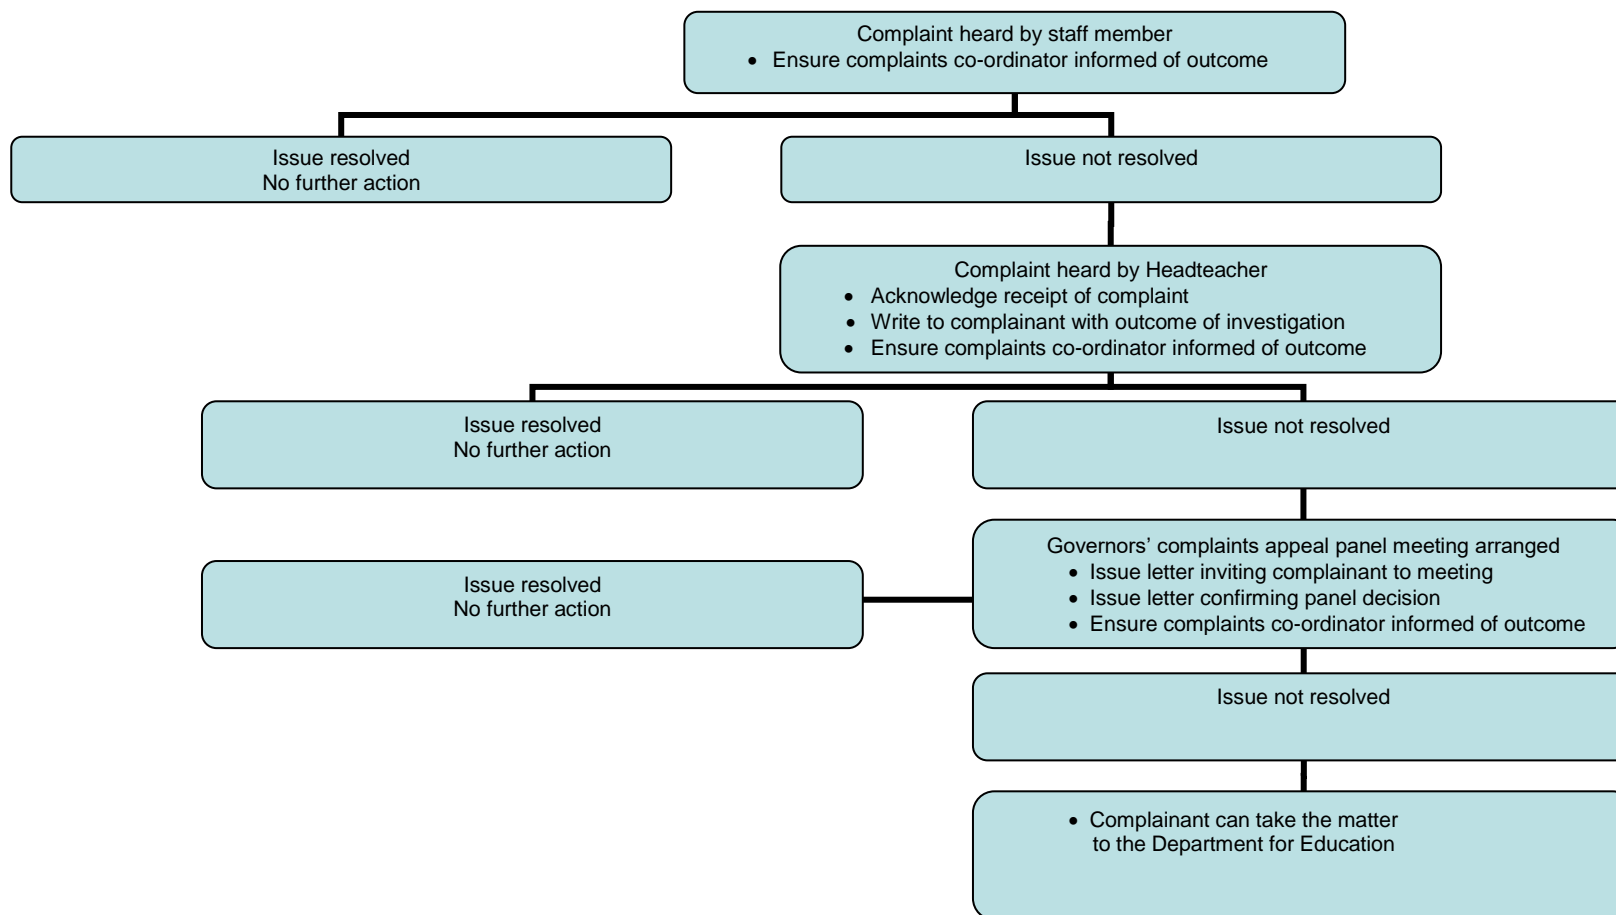 Complaint heard by staff member
• Ensure complaints co-ordinator informed of outcome
Issue resolved
No further action
Issue not resolved
Complaint heard by Headteacher
• Acknowledge receipt of complaint
• Write to complainant with outcome of investigation
• Ensure complaints co-ordinator informed of outcome
Issue resolved
No further action
Issue not resolved
Governors’ complaints appeal panel meeting arranged
• Issue letter inviting complainant to meeting
• Issue letter confirming panel decision
• Ensure complaints co-ordinator informed of outcome
Issue resolved
No further action
Issue not resolved
• Complainant can take the matter
to the Department for Education